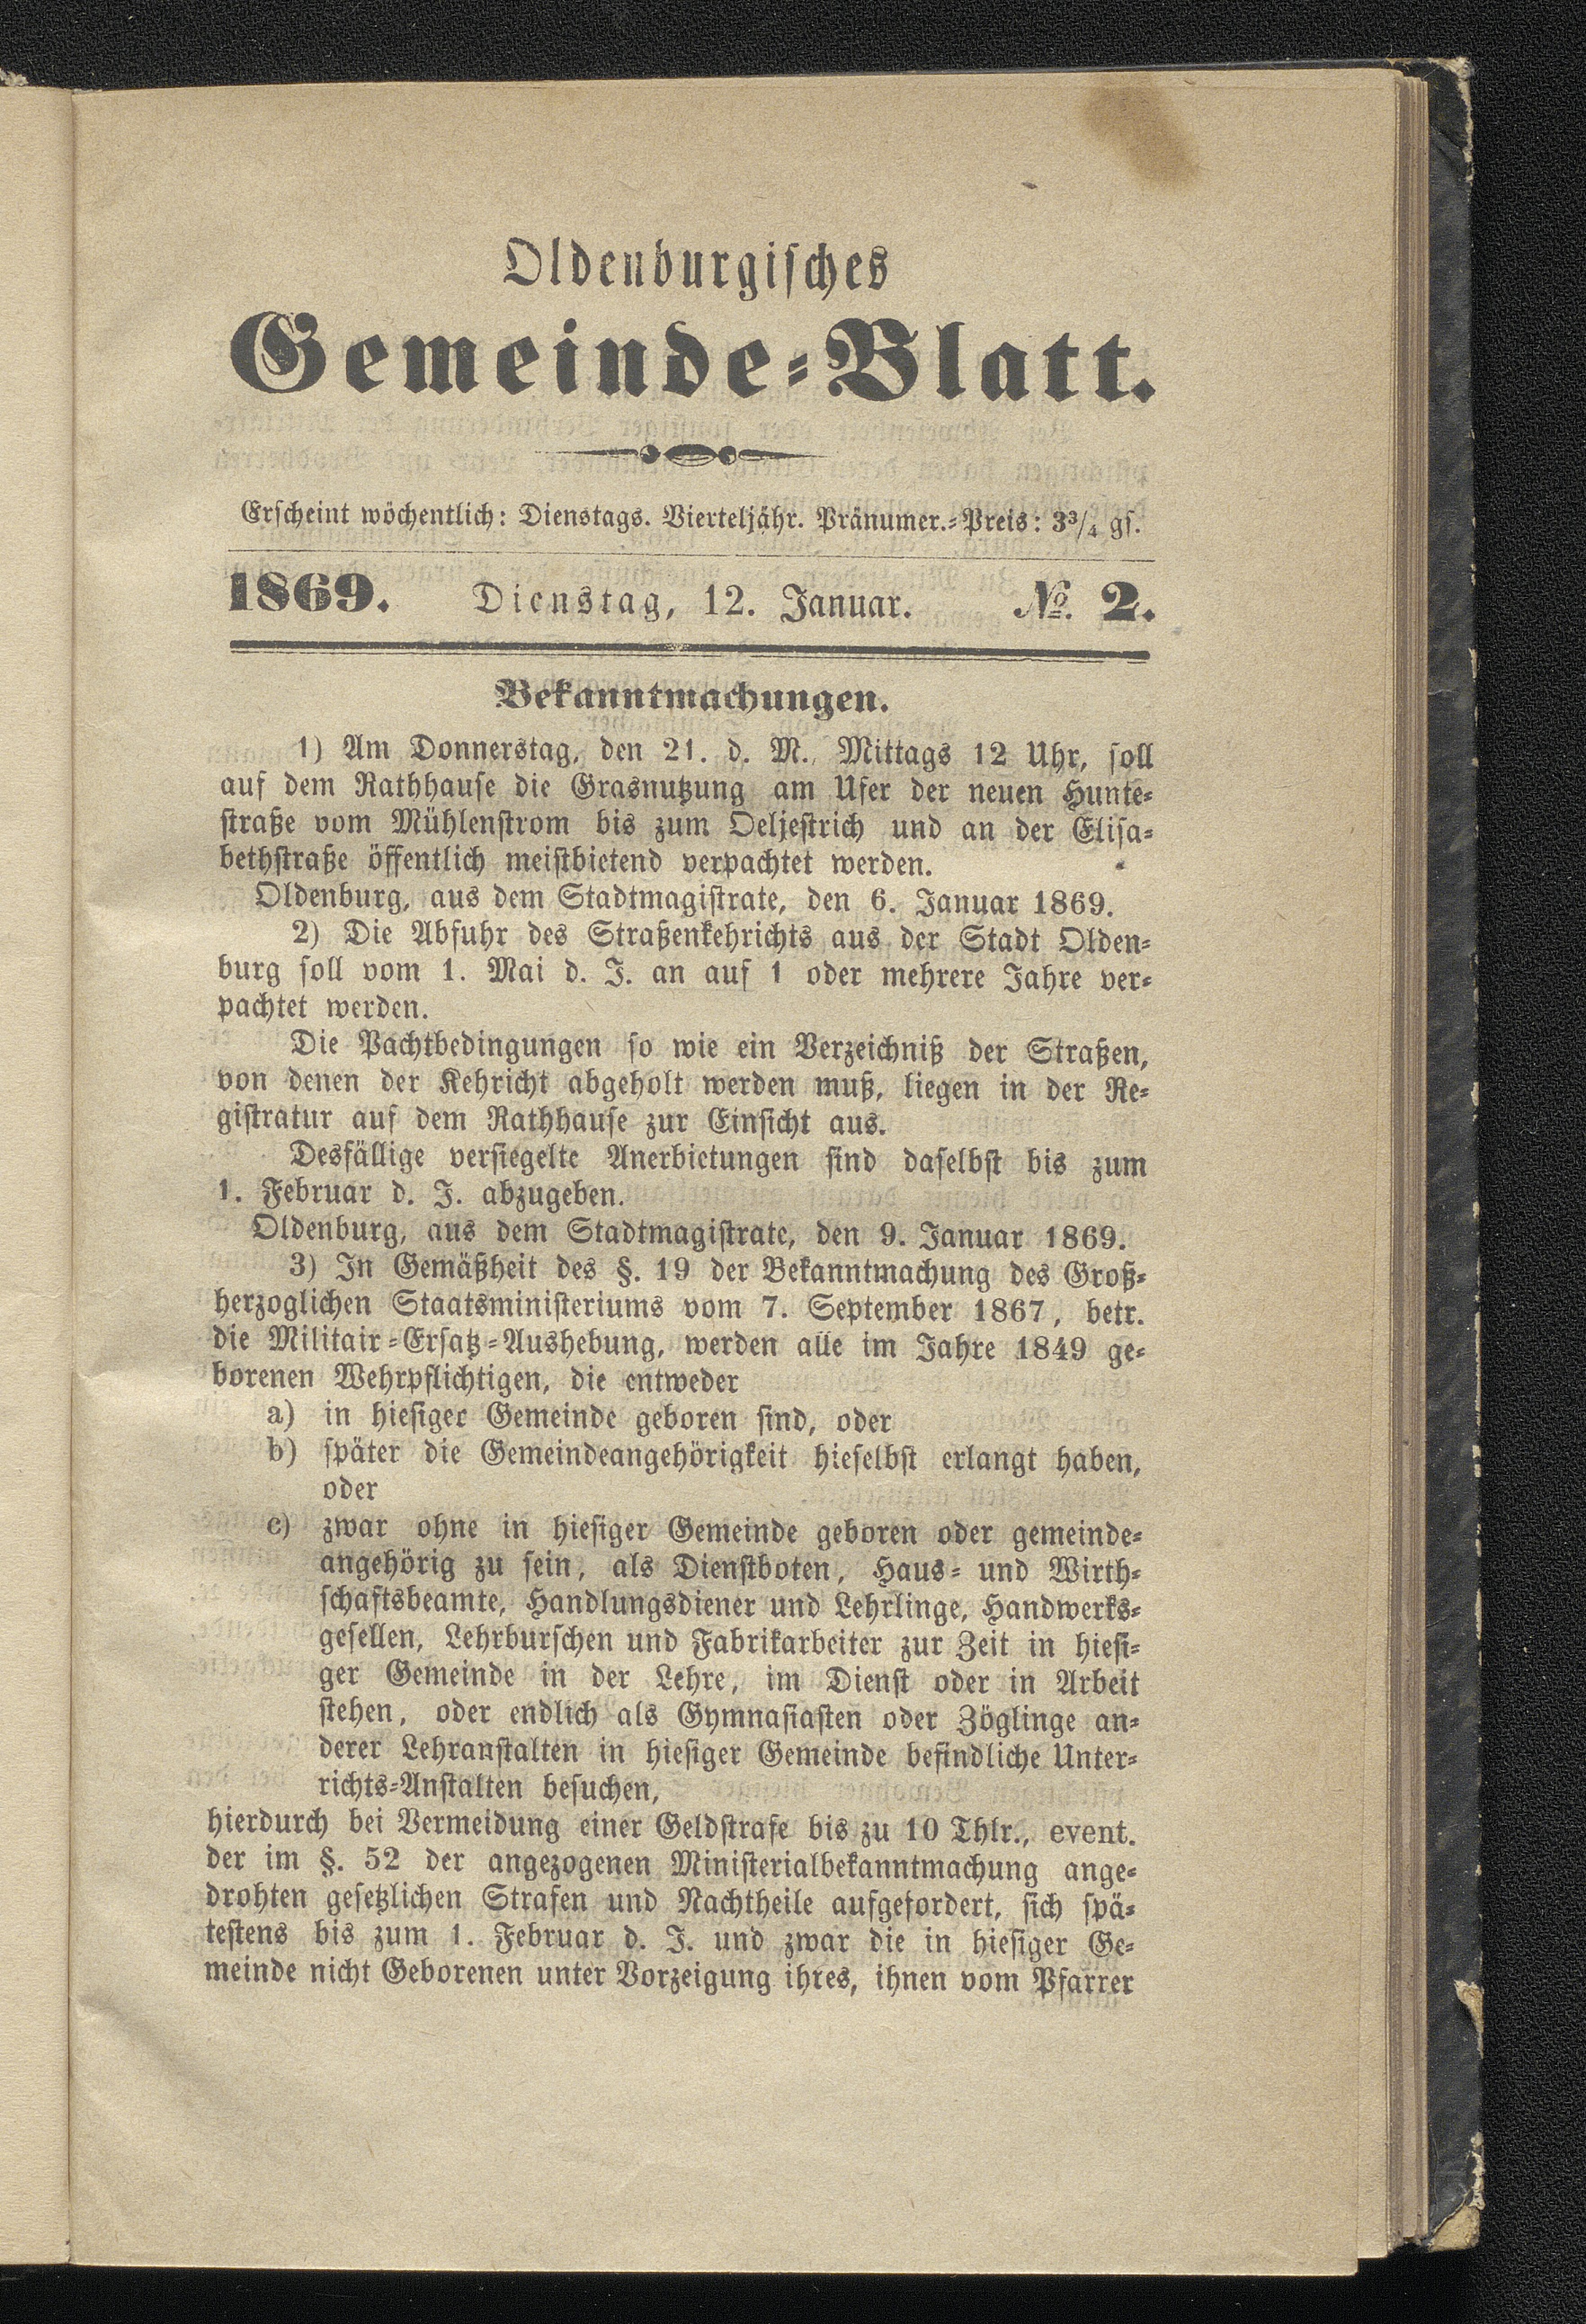 Oldenburgisches
Gemeinde-Blatt.
Erscheint wöchentlich: Dienstags. Vierteljähr. Pränumer.-Preis: 3¾ gs.
1869. Dienstag, 12. Januar. №. 2.
Bekanntmachungen.
1) Am Donnerstag, den 21. d. M., Mittags 12 Uhr, soll
auf dem Rathhause die Grasnutzung am Ufer der neuen Hunte-
straße vom Mühlenstrom bis zum Oeljestrich und an der Elisa-
bethstraße öffentlich meistbietend verpachtet werden.
Oldenburg, aus dem Stadtmagistrate, den 6. Januar 1869.
2) Die Abfuhr des Straßenkehrichts aus der Stadt Olden-
burg soll vom 1. Mai d. J. an auf 1 oder mehrere Jahre ver-
pachtet werden.
Die Pachtbedingungen so wie ein Verzeichniß der Straßen,
von denen der Kehricht abgeholt werden muß, liegen in der Re-
gistratur auf dem Rathhause zur Einsicht aus.
Desfällige versiegelte Anerbietungen sind daselbst bis zum
1. Februar d. J. abzugeben.
Oldenburg, aus dem Stadtmagistrate, den 9. Januar 1869.
3) In Gemäßheit des §. 19 der Bekanntmachung des Groß-
herzoglichen Staatsministeriums vom 7. September 1867, betr.
die Militair-Ersatz-Aushebung, werden alle im Jahre 1849 ge-
borenen Wehrpflichtigen, die entweder
a) in hiesiger Gemeinde geboren sind, oder
b) später die Gemeindeangehörigkeit hieselbst erlangt haben,
oder
c) zwar ohne in hiesiger Gemeinde geboren oder gemeinde-
angehörig zu sein, als Dienstboten, Haus- und Wirth-
schaftsbeamte, Handlungsdiener und Lehrlinge, Handwerks-
gesellen, Lehrburschen und Fabrikarbeiter zur Zeit in hiesi-
ger Gemeinde in der Lehre, im Dienst oder in Arbeit
stehen, oder endlich als Gymnasiasten oder Zöglinge an-
derer Lehranstalten in hiesiger Gemeinde befindliche Unter-
richts-Anstalten besuchen,
hierdurch bei Vermeidung einer Geldstrafe bis zu 10 Thlr., event.
der im §. 52 der angezogenen Ministerialbekanntmachung ange-
drohten gesetzlichen Strafen und Nachtheile aufgefordert, sich spä-
testens bis zum 1. Februar d. J. und zwar die in hiesiger Ge-
meinde nicht Geborenen unter Vorzeigung ihres, ihnen vom Pfarrer